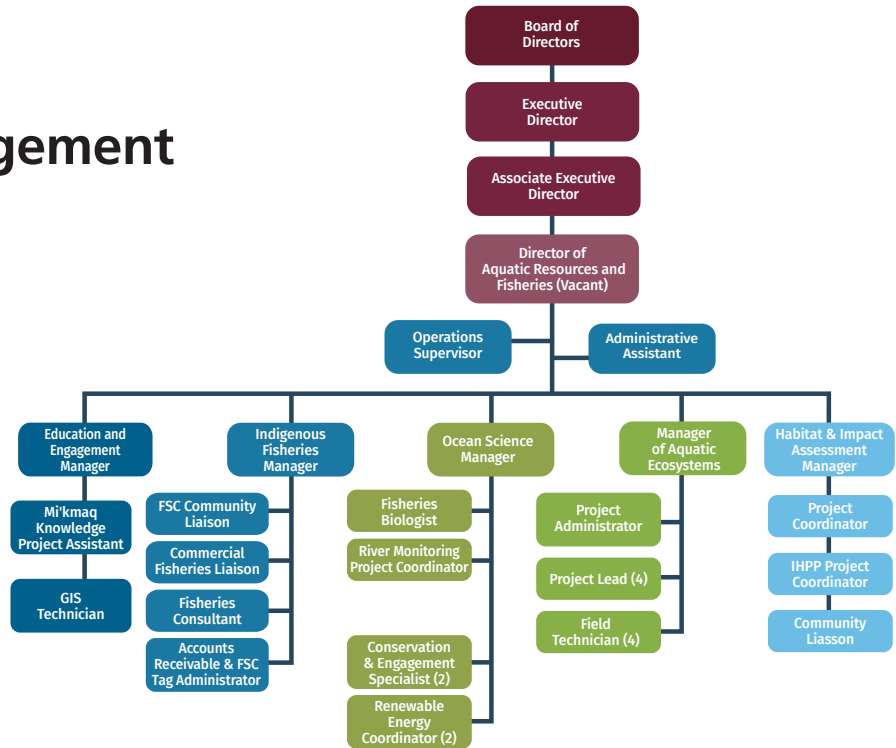 gement
Board of
Directors
Executive
Director
Associate Executive
Director
Director of
Aquatic Resources and
Fisheries (Vacant)
Operations
Supervisor
Administrative
Assistant
Education and
Engagement
Manager
Mi'kmaq
Knowledge
Project Assistant
GIS
Technician
Indigenous
Fisheries
Manager
FSC Community
Liaison
Commercial
Fisheries Liaison
Fisheries
Consultant
Accounts
Receivable & FSC
Tag Administrator
Ocean Science
Manager
Fisheries
Biologist
River Monitoring
Project Coordinator
Conservation
& Engagement
Specialist (2)
Renewable
Energy
Coordinator (2)
Manager
of Aquatic
Ecosystems
Project
Administrator
Project Lead (4)
Field
Technician (4)
Habitat & Impact
Assessment
Manager
Project
Coordinator
IHPP Project
Coordinator
Community
Liasson